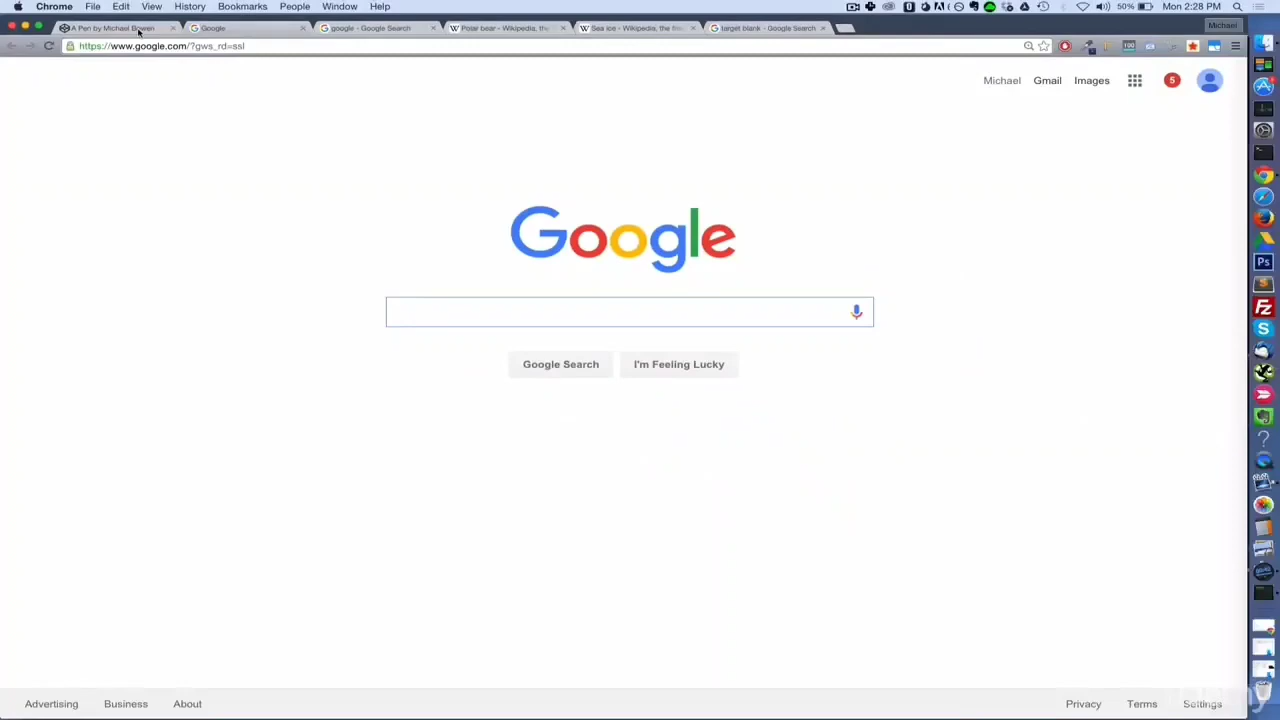 Chrome File Edit View History Bookmarks People Window Help 50% Mon 2:28 PM
A Pen by Michael Bowen Google google - Google Search Polar bear - Wikipedia, the Sea ice - Wikipedia, the target blank - Google Search Michael
https://www.google.com/?gws_rd=ssl
Michael Gmail Images 5
Google
Google Search I'm Feeling Lucky
Advertising Business About Privacy Terms Settings